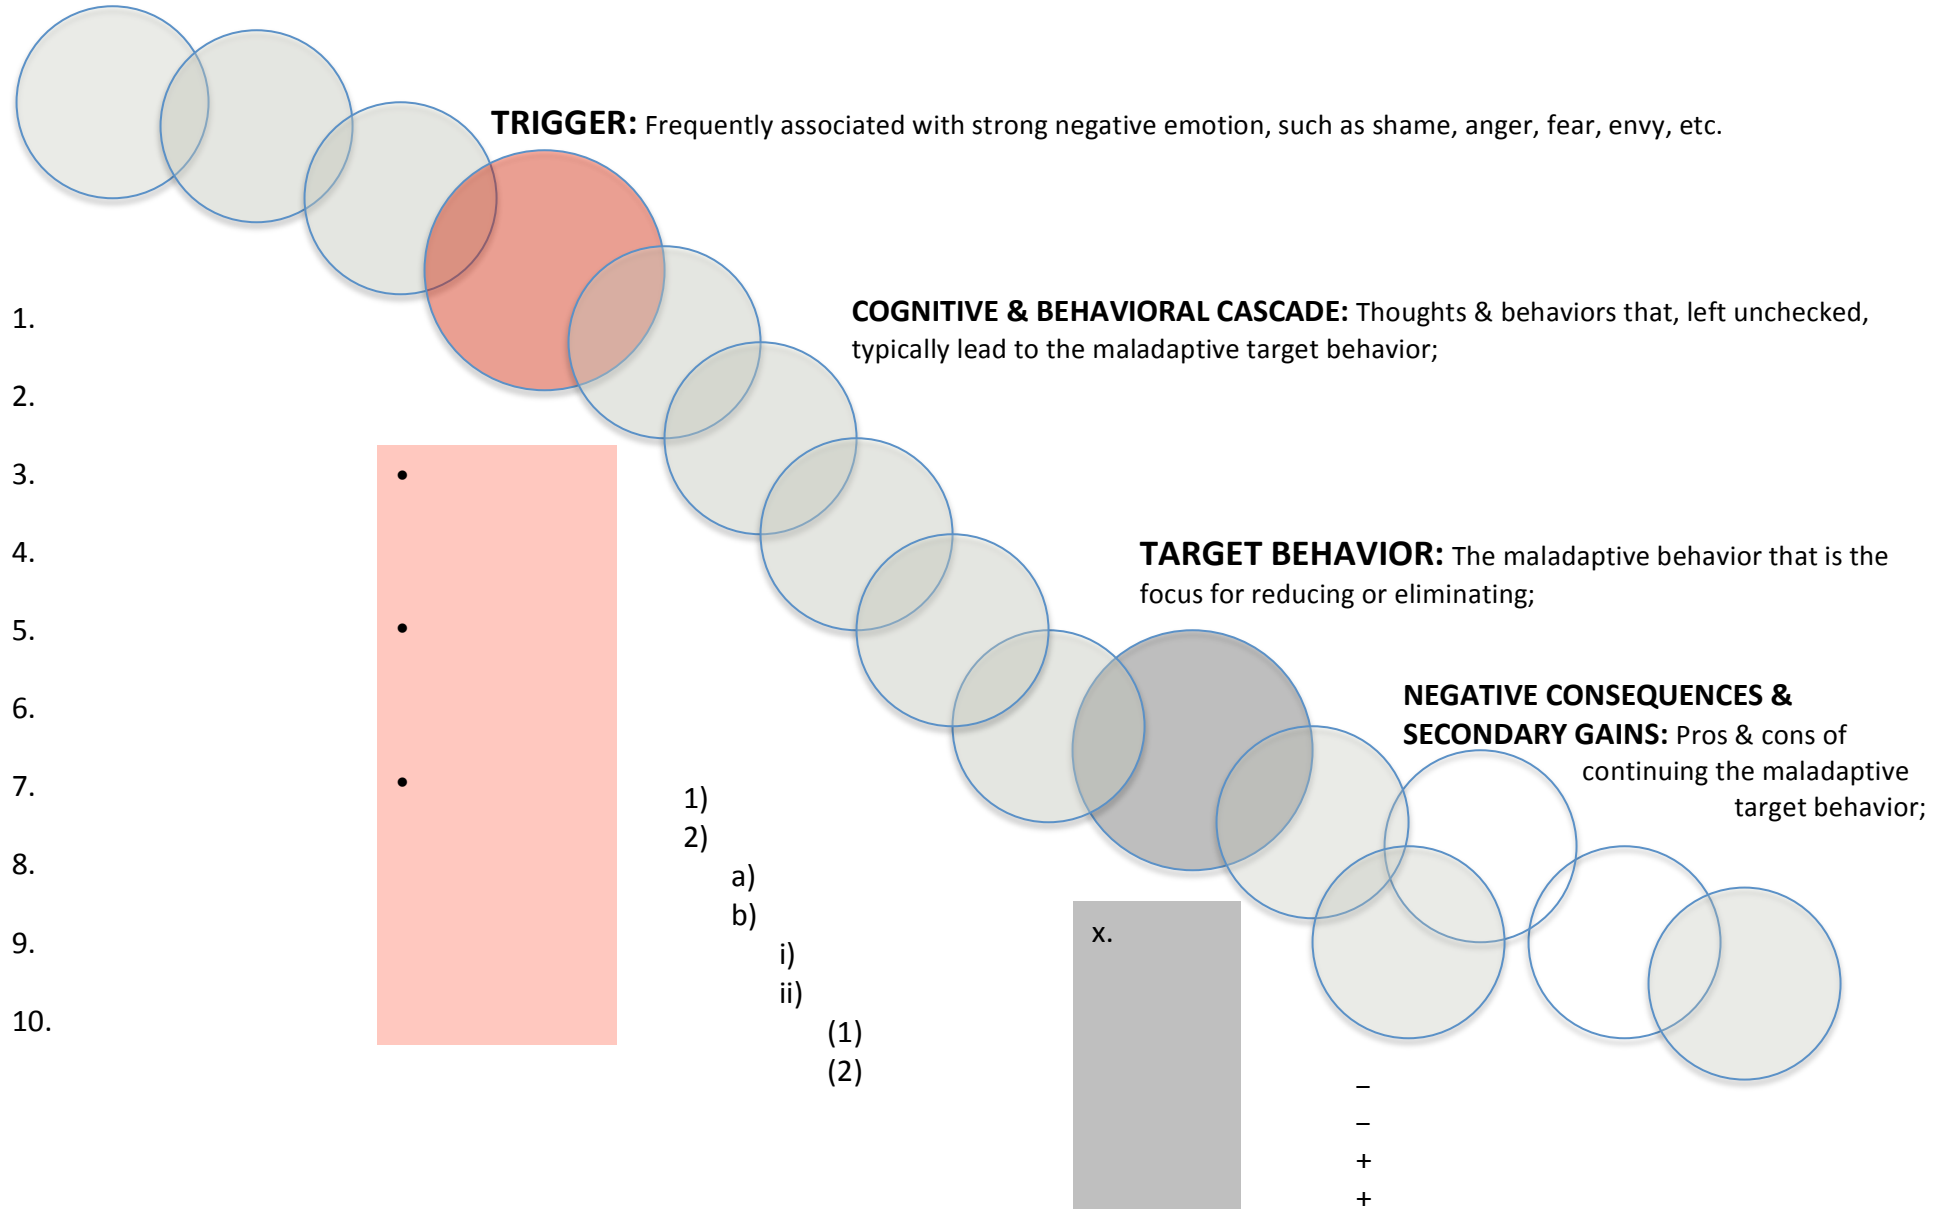 TRIGGER: Frequently associated with strong negative emotion, such as shame, anger, fear, envy, etc.
COGNITIVE & BEHAVIORAL CASCADE: Thoughts & behaviors that, left unchecked,
typically lead to the maladaptive target behavior;
TARGET BEHAVIOR: The maladaptive behavior that is the
focus for reducing or eliminating;
NEGATIVE CONSEQUENCES &
SECONDARY GAINS: Pros & cons of
continuing the maladaptive
target behavior;
1.
2.
3.
4.
5.
6.
7.
8.
9.
10.
•
•
•
1)
2)
a)
b)
i)
ii)
(1)
(2)
x.
–
–
+
+